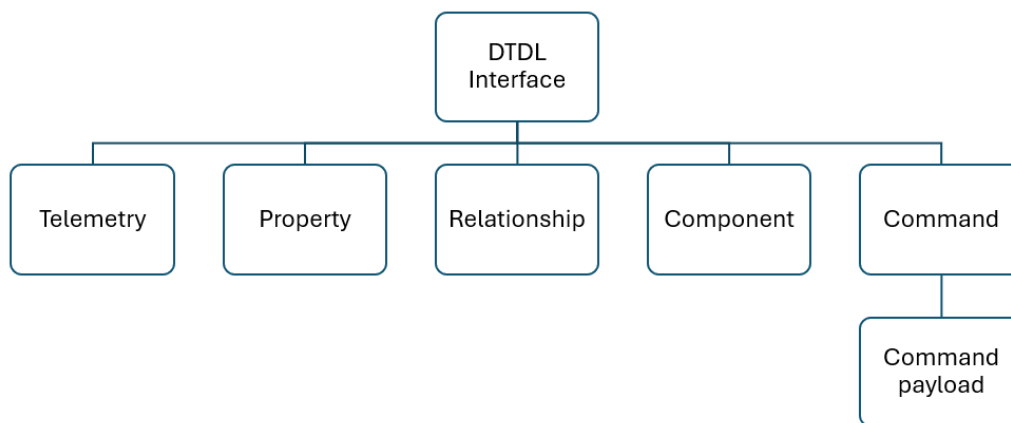 DTDL
Interface
Telemetry
Property
Relationship
Component
Command
Command
payload